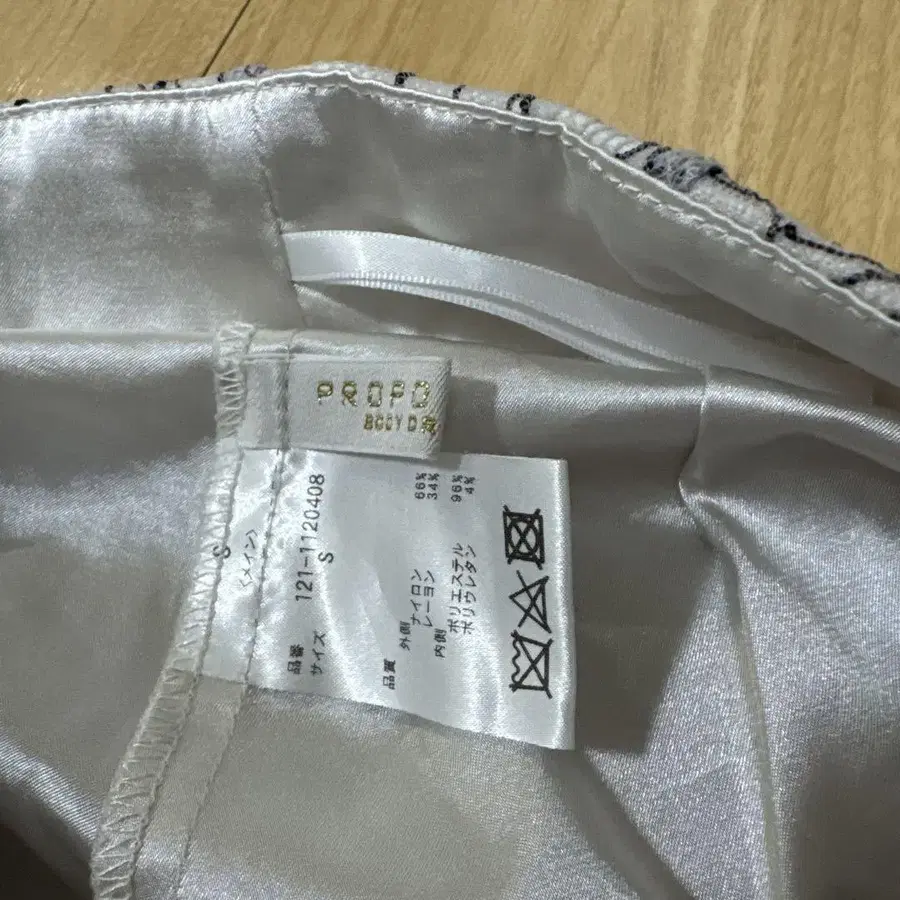 PROPO
BODY D
S
〈メイン〉
品番 121-1120408
サイズ S
品質
外側 ナイロン 66%
レーヨン 34%
内側 ポリエステル 96%
ポリウレタン 4%